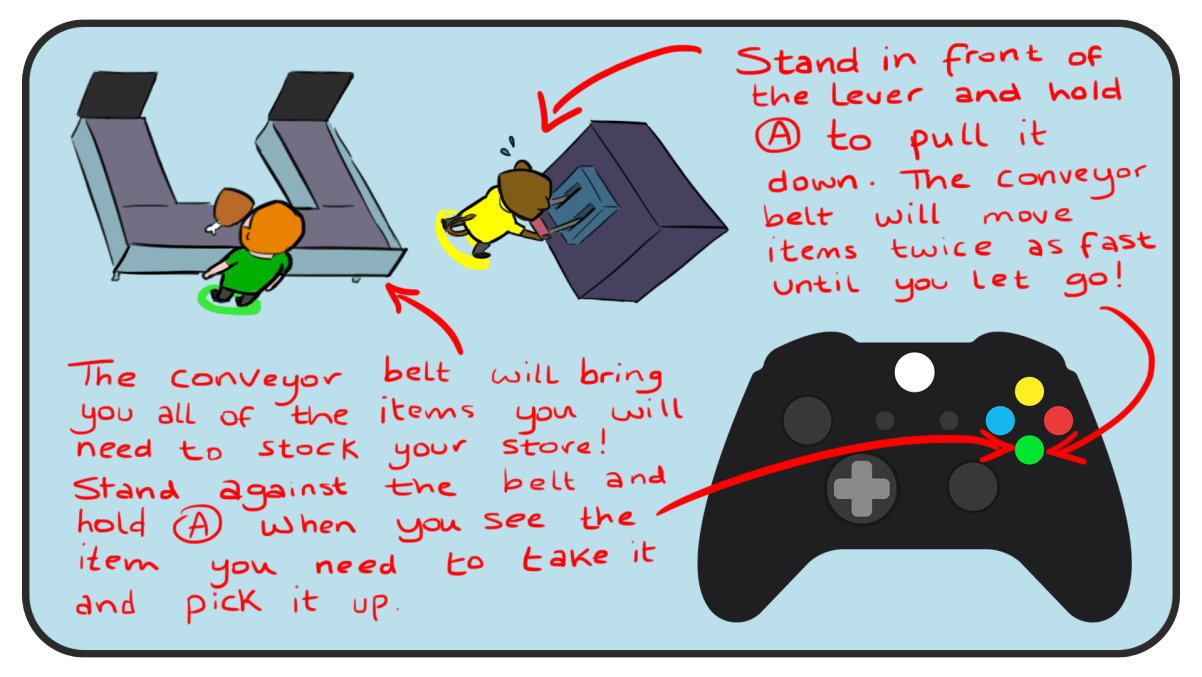 Stand in front of
the Lever and hold
Ⓐ to pull it
down. The conveyor
belt will move
items twice as fast
until you let go!
The conveyor belt will bring
you all of the items you will
need to stock your store!
Stand against the belt and
hold Ⓐ when you see the
item you need to take it
and pick it up.